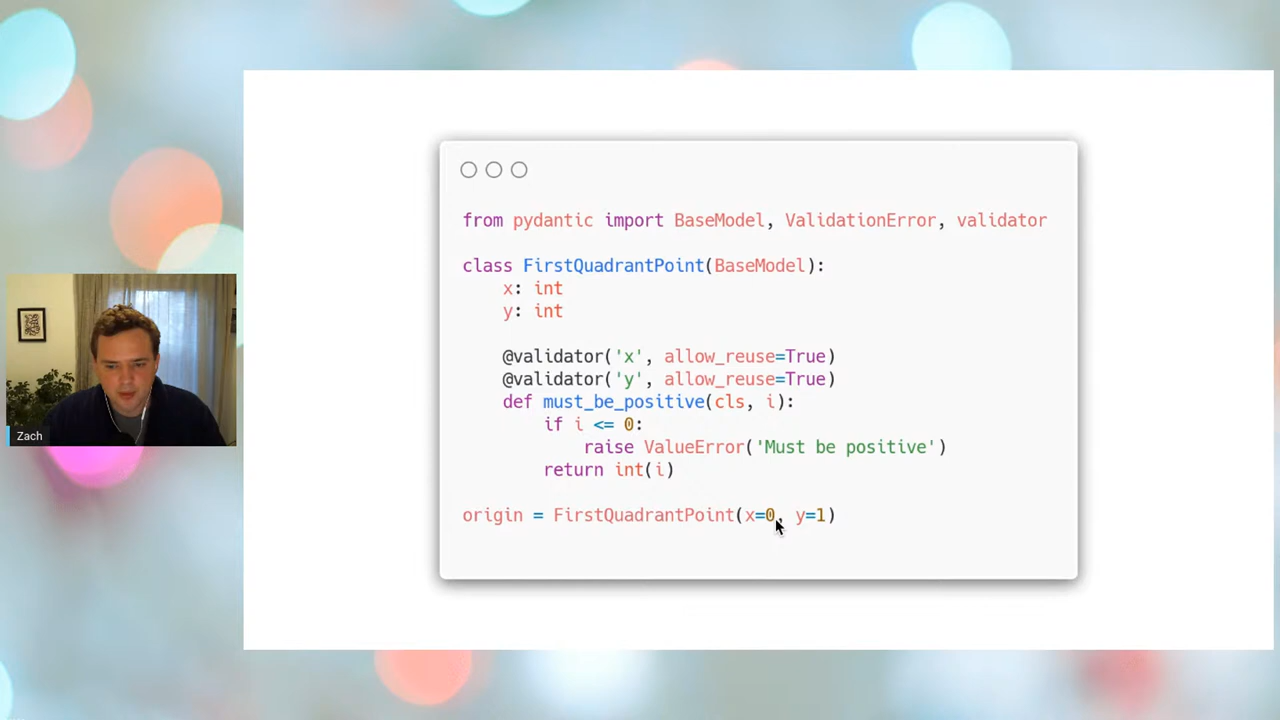 from pydantic import BaseModel, ValidationError, validator
class FirstQuadrantPoint(BaseModel):
x: int
y: int
@validator('x', allow_reuse=True)
@validator('y', allow_reuse=True)
def must_be_positive(cls, i):
if i <= 0:
raise ValueError('Must be positive')
return int(i)
origin = FirstQuadrantPoint(x=0, y=1)
Zach